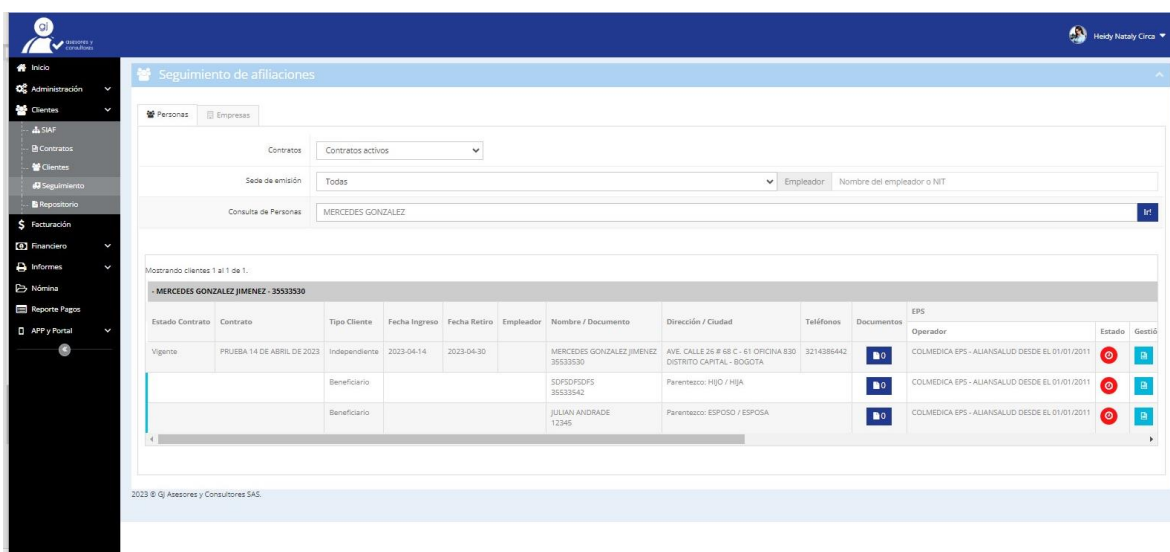 gj
asesores y
consultores
Heidy Nataly Circa
Inicio
Administración
Clientes
SIAF
Contratos
Clientes
Seguimiento
Repositorio
Facturación
Financiero
Informes
Nómina
Reporte Pagos
APP y Portal
Seguimiento de afiliaciones
Personas Empresas
Contratos Contratos activos
Sede de emisión Todas Empleador Nombre del empleador o NIT
Consulta de Personas MERCEDES GONZALEZ Ir!
Mostrando clientes 1 al 1 de 1.
- MERCEDES GONZALEZ JIMENEZ - 35533530
Estado Contrato Contrato Tipo Cliente Fecha Ingreso Fecha Retiro Empleador Nombre / Documento Dirección / Ciudad Teléfonos Documentos EPS
Operador Estado Gestió
Vigente PRUEBA 14 DE ABRIL DE 2023 Independiente 2023-04-14 2023-04-30 MERCEDES GONZALEZ JIMENEZ AVE. CALLE 26 # 68 C - 61 OFICINA 830 3214386442 0 COLMEDICA EPS - ALIANSALUD DESDE EL 01/01/2011
35533530 DISTRITO CAPITAL - BOGOTA
Beneficiario SDFSDFSDFS Parentezco: HIJO / HIJA 0 COLMEDICA EPS - ALIANSALUD DESDE EL 01/01/2011
35533542
Beneficiario JULIAN ANDRADE Parentezco: ESPOSO / ESPOSA 0 COLMEDICA EPS - ALIANSALUD DESDE EL 01/01/2011
12345
2023 © GJ Asesores y Consultores SAS.